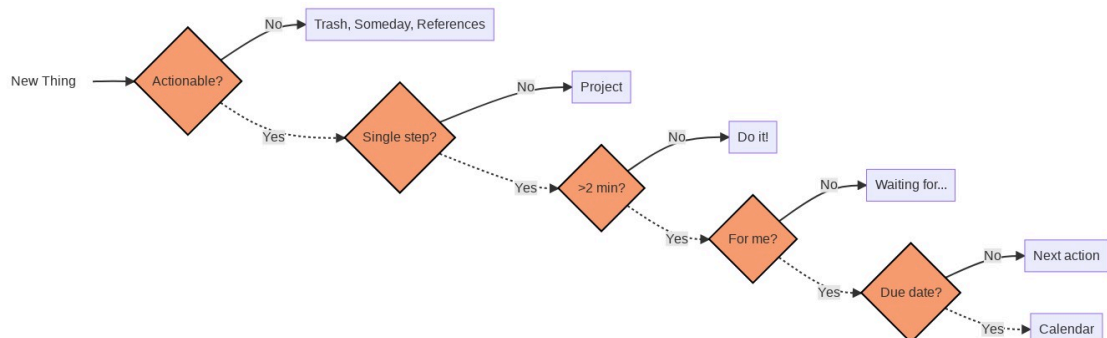 No
Trash, Someday, References
New Thing
Actionable?
No
Project
Yes
Single step?
No
Do it!
Yes
>2 min?
No
Waiting for...
Yes
For me?
No
Next action
Yes
Due date?
Yes
Calendar